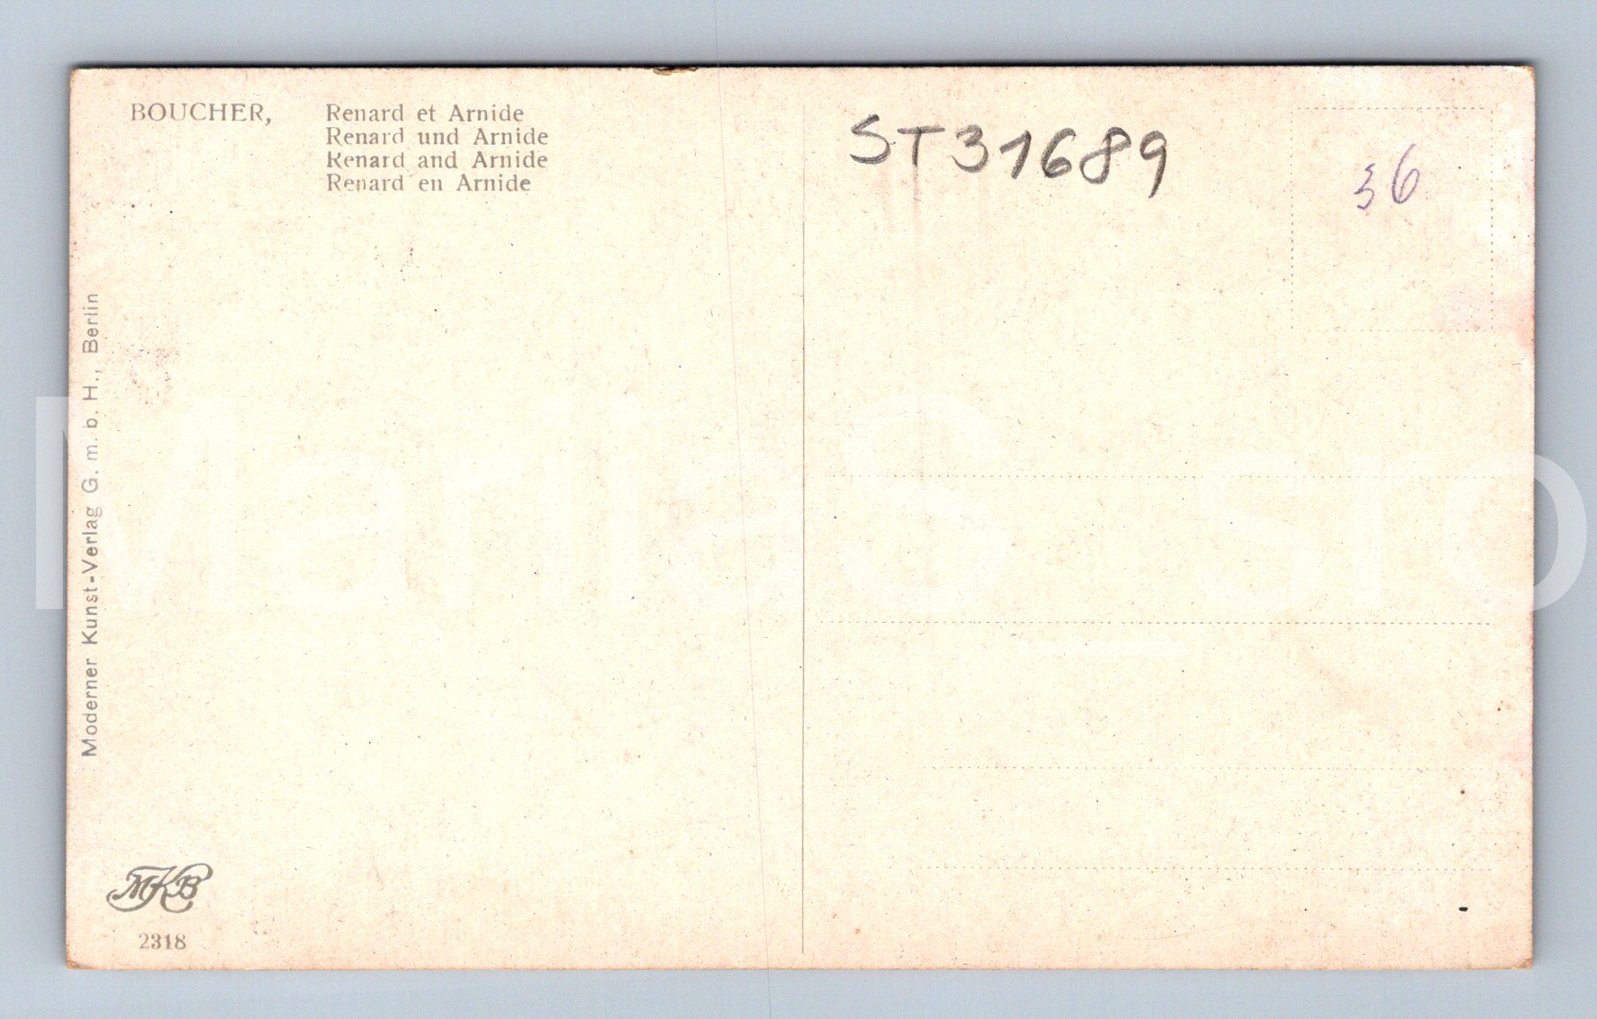 BOUCHER, Renard et Arnide
Renard und Arnide
Renard and Arnide
Renard en Arnide
ST31689
36
Moderner Kunst-Verlag G. m. b. H., Berlin
MKB
2318